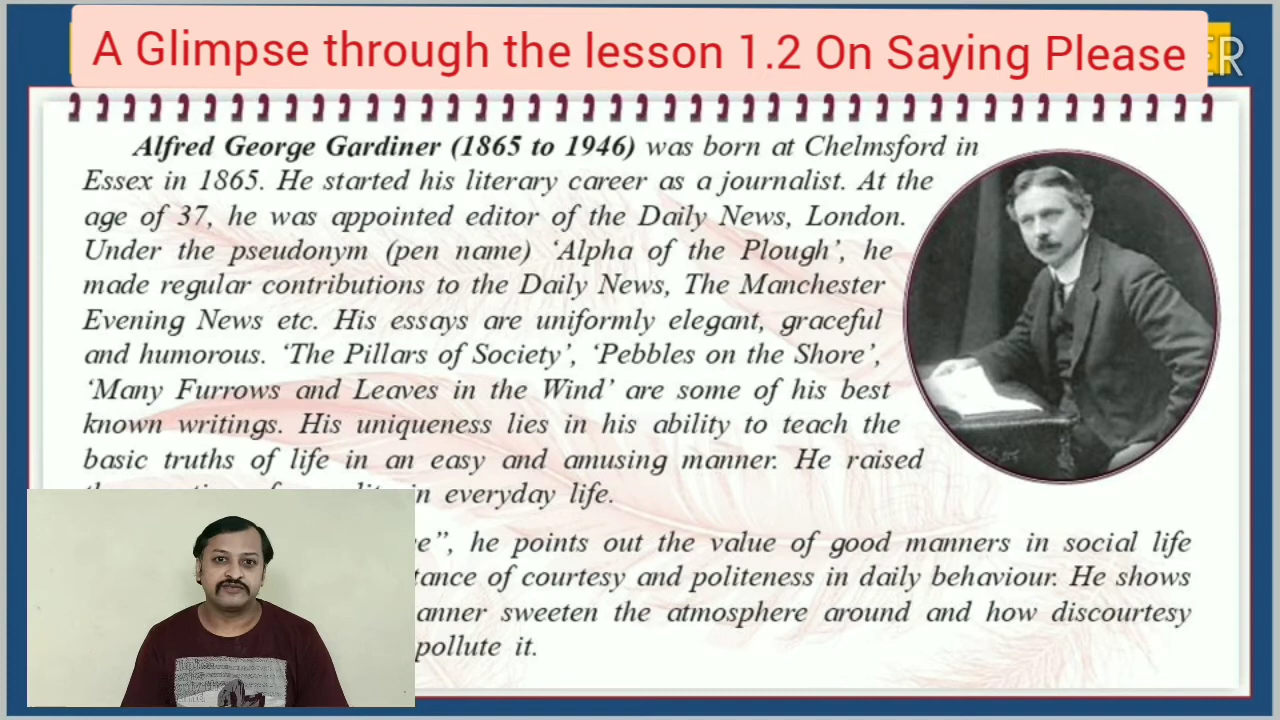 A Glimpse through the lesson 1.2 On Saying Please
ER
Alfred George Gardiner (1865 to 1946) was born at Chelmsford in
Essex in 1865. He started his literary career as a journalist. At the
age of 37, he was appointed editor of the Daily News, London.
Under the pseudonym (pen name) ‘Alpha of the Plough’, he
made regular contributions to the Daily News, The Manchester
Evening News etc. His essays are uniformly elegant, graceful
and humorous. ‘The Pillars of Society’, ‘Pebbles on the Shore’,
‘Many Furrows and Leaves in the Wind’ are some of his best
known writings. His uniqueness lies in his ability to teach the
basic truths of life in an easy and amusing manner. He raised
in everyday life.
he points out the value of good manners in social life
of courtesy and politeness in daily behaviour. He shows
sweeten the atmosphere around and how discourtesy
pollute it.